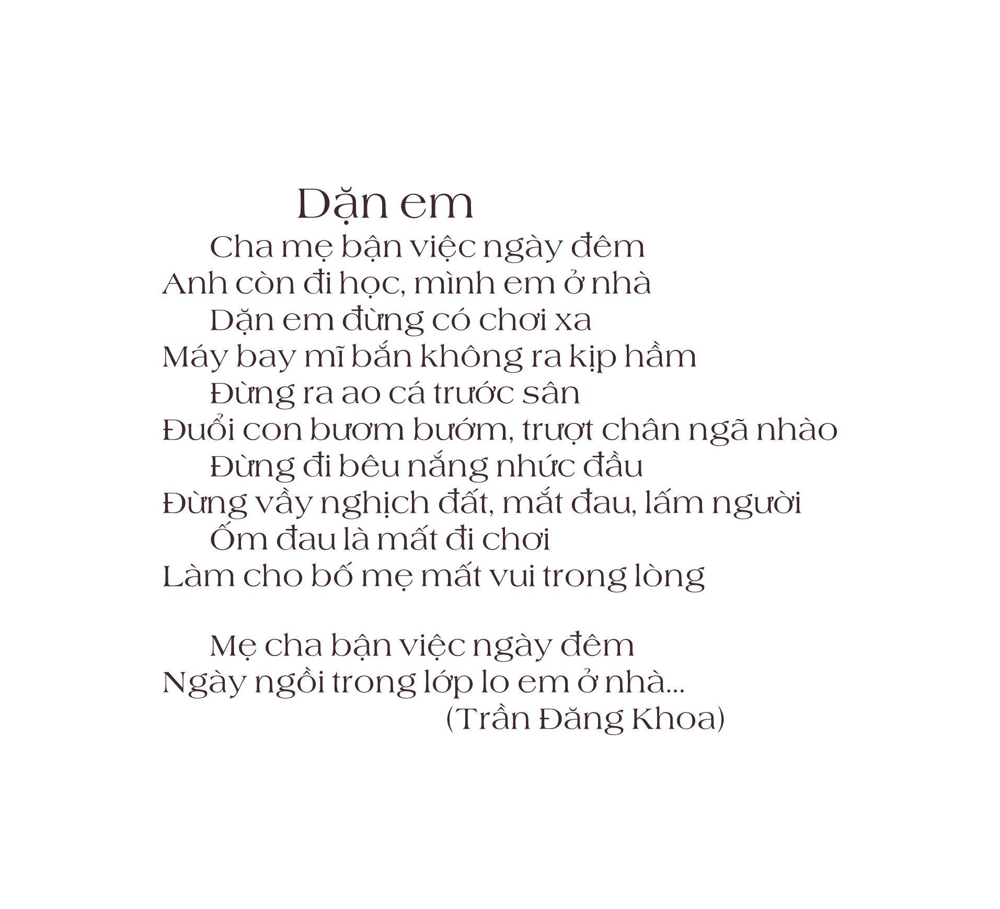 Dặn em
Cha mẹ bận việc ngày đêm
Anh còn đi học, mình em ở nhà
Dặn em đừng có chơi xa
Máy bay mĩ bắn không ra kịp hầm
Đừng ra ao cá trước sân
Đuổi con bươm bướm, trượt chân ngã nhào
Đừng đi bêu nắng nhức đầu
Đừng vầy nghịch đất, mắt đau, lấm người
Ốm đau là mất đi chơi
Làm cho bố mẹ mất vui trong lòng
Mẹ cha bận việc ngày đêm
Ngày ngồi trong lớp lo em ở nhà...
(Trần Đăng Khoa)